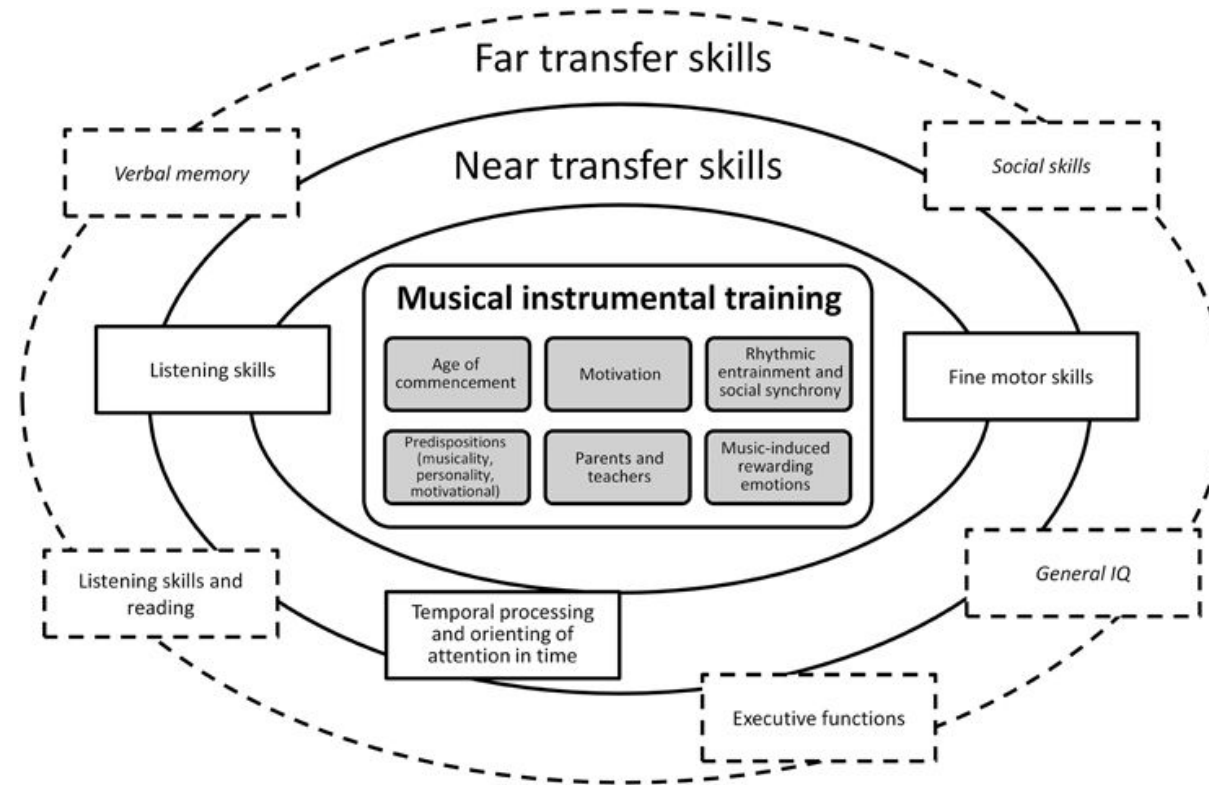 Far transfer skills
Near transfer skills
Verbal memory
Social skills
Musical instrumental training
Age of
commencement
Motivation
Rhythmic
entrainment and
social synchrony
Listening skills
Fine motor skills
Predispositions
(musicality,
personality,
motivational)
Parents and
teachers
Music-induced
rewarding
emotions
Listening skills and
reading
General IQ
Temporal processing
and orienting of
attention in time
Executive functions